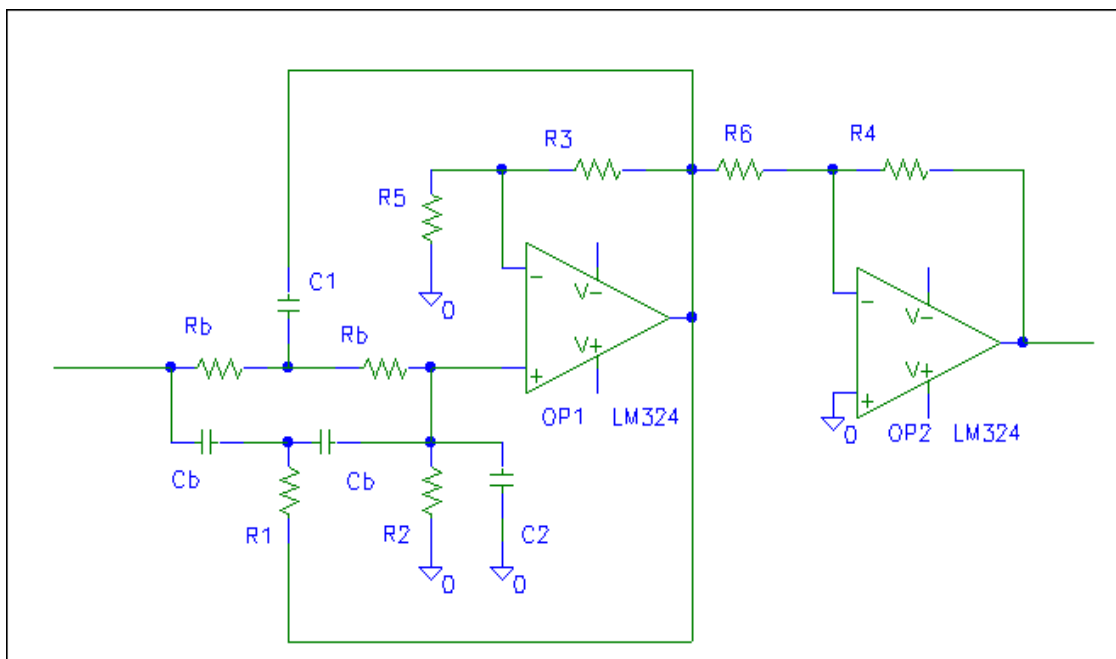 R3
R6
R4
R5
C1
-
V-
0
-
V-
Rb
Rb
V+
+
V+
+
OP1 LM324
0
OP2 LM324
Cb
Cb
R1
R2
C2
0
0